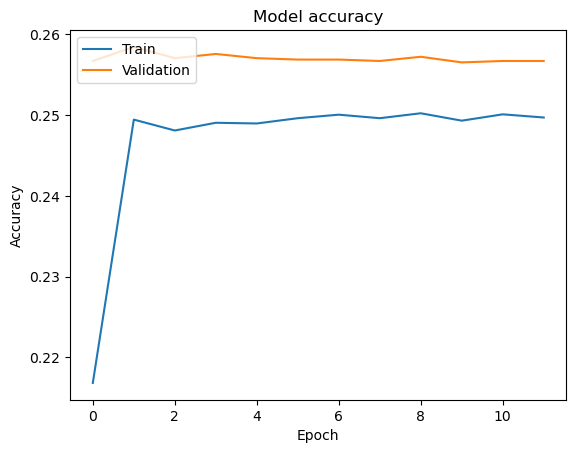 Model accuracy
Train
Validation
0.26
0.25
0.24
0.23
0.22
Accuracy
0 2 4 6 8 10
Epoch